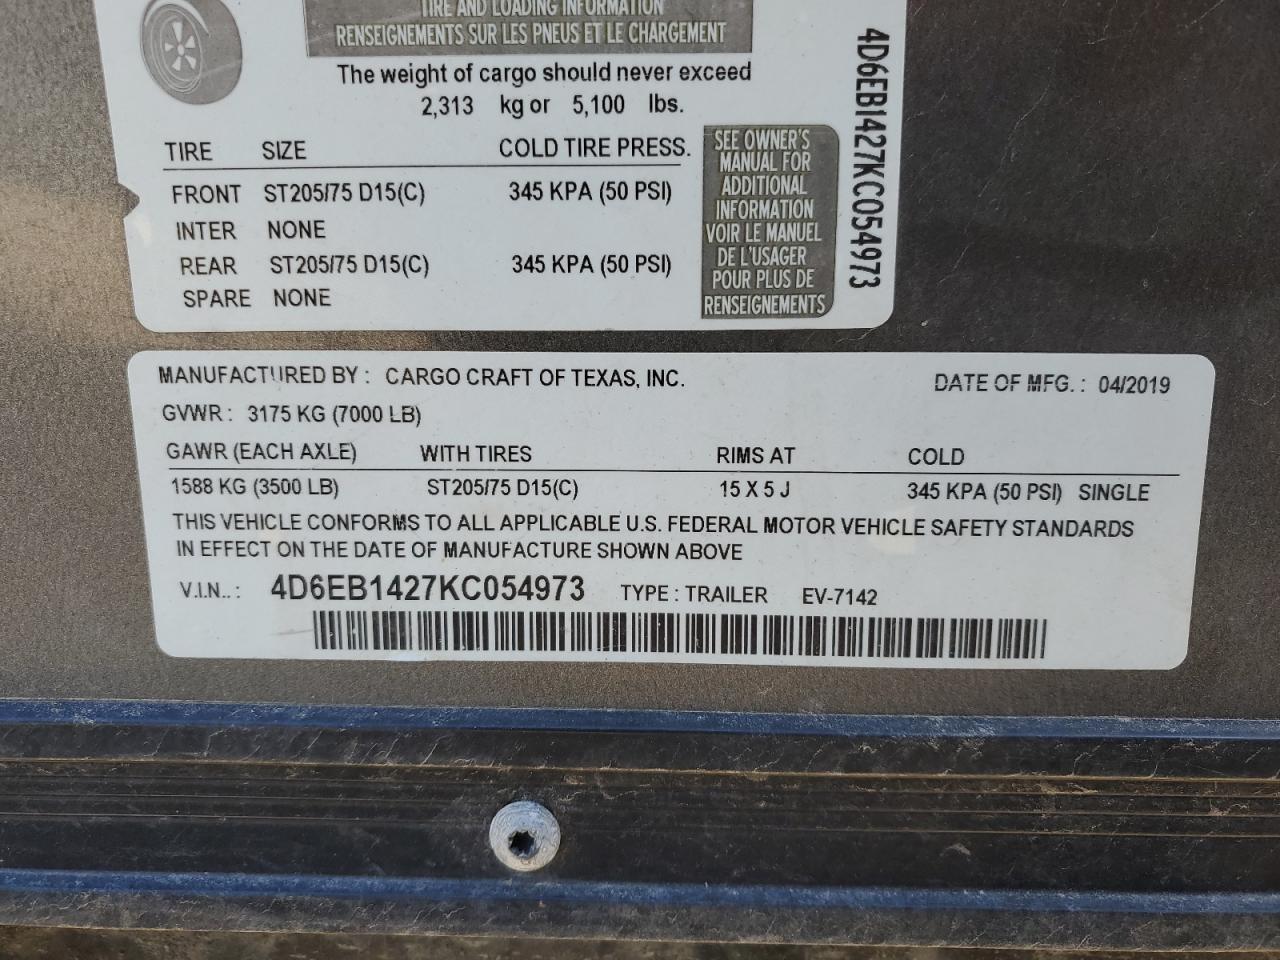 TIRE AND LOADING INFORMATION
RENSEIGNEMENTS SUR LES PNEUS ET LE CHARGEMENT
The weight of cargo should never exceed
2,313 kg or 5,100 lbs.
TIRE SIZE COLD TIRE PRESS.
FRONT ST205/75 D15(C) 345 KPA (50 PSI)
INTER NONE
REAR ST205/75 D15(C) 345 KPA (50 PSI)
SPARE NONE
SEE OWNER'S
MANUAL FOR
ADDITIONAL
INFORMATION
VOIR LE MANUEL
DE L'USAGER
POUR PLUS DE
RENSEIGNEMENTS
4D6EB1427KC054973
MANUFACTURED BY : CARGO CRAFT OF TEXAS, INC. DATE OF MFG. : 04/2019
GVWR : 3175 KG (7000 LB)
GAWR (EACH AXLE) WITH TIRES RIMS AT COLD
1588 KG (3500 LB) ST205/75 D15(C) 15 X 5 J 345 KPA (50 PSI) SINGLE
THIS VEHICLE CONFORMS TO ALL APPLICABLE U.S. FEDERAL MOTOR VEHICLE SAFETY STANDARDS
IN EFFECT ON THE DATE OF MANUFACTURE SHOWN ABOVE
V.I.N.. : 4D6EB1427KC054973 TYPE : TRAILER EV-7142